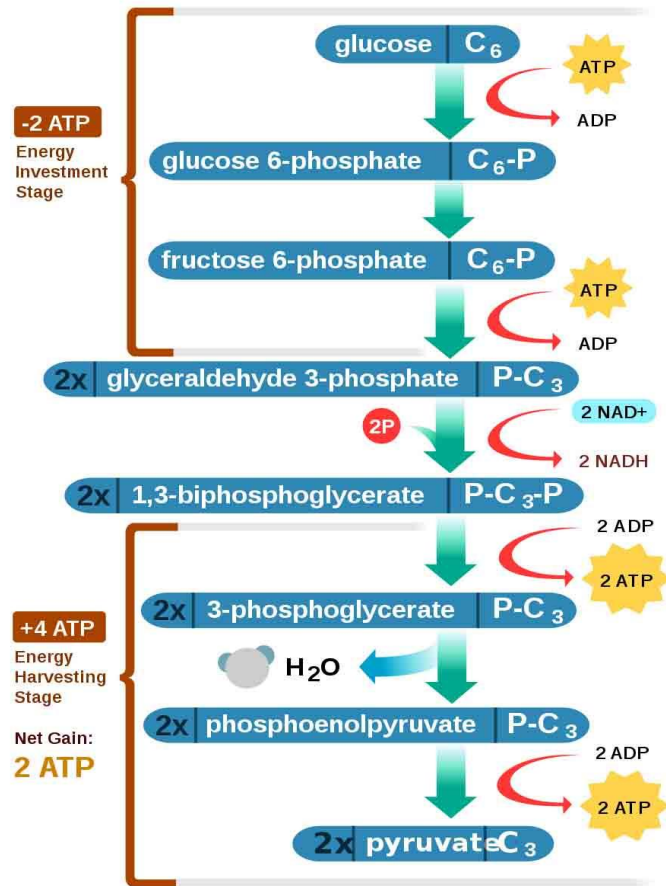 glucose C6
ATP
ADP
-2 ATP
Energy
Investment
Stage
glucose 6-phosphate C6-P
fructose 6-phosphate C6-P
ATP
ADP
2x glyceraldehyde 3-phosphate P-C3
2P
2 NAD+
2 NADH
2x 1,3-biphosphoglycerate P-C3-P
2 ADP
2 ATP
+4 ATP
Energy
Harvesting
Stage
2x 3-phosphoglycerate P-C3
H2O
Net Gain:
2 ATP
2x phosphoenolpyruvate P-C3
2 ADP
2 ATP
2x pyruvate C3